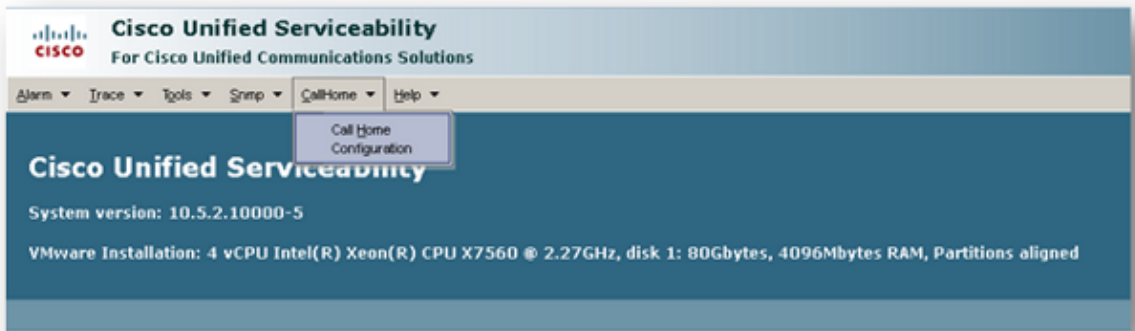 CISCO
Cisco Unified Serviceability
For Cisco Unified Communications Solutions
Alarm Trace Tools Snmp CallHome Help
Call Home
Configuration
Cisco Unified Serviceability
System version: 10.5.2.10000-5
VMware Installation: 4 vCPU Intel(R) Xeon(R) CPU X7560 @ 2.27GHz, disk 1: 80Gbytes, 4096Mbytes RAM, Partitions aligned